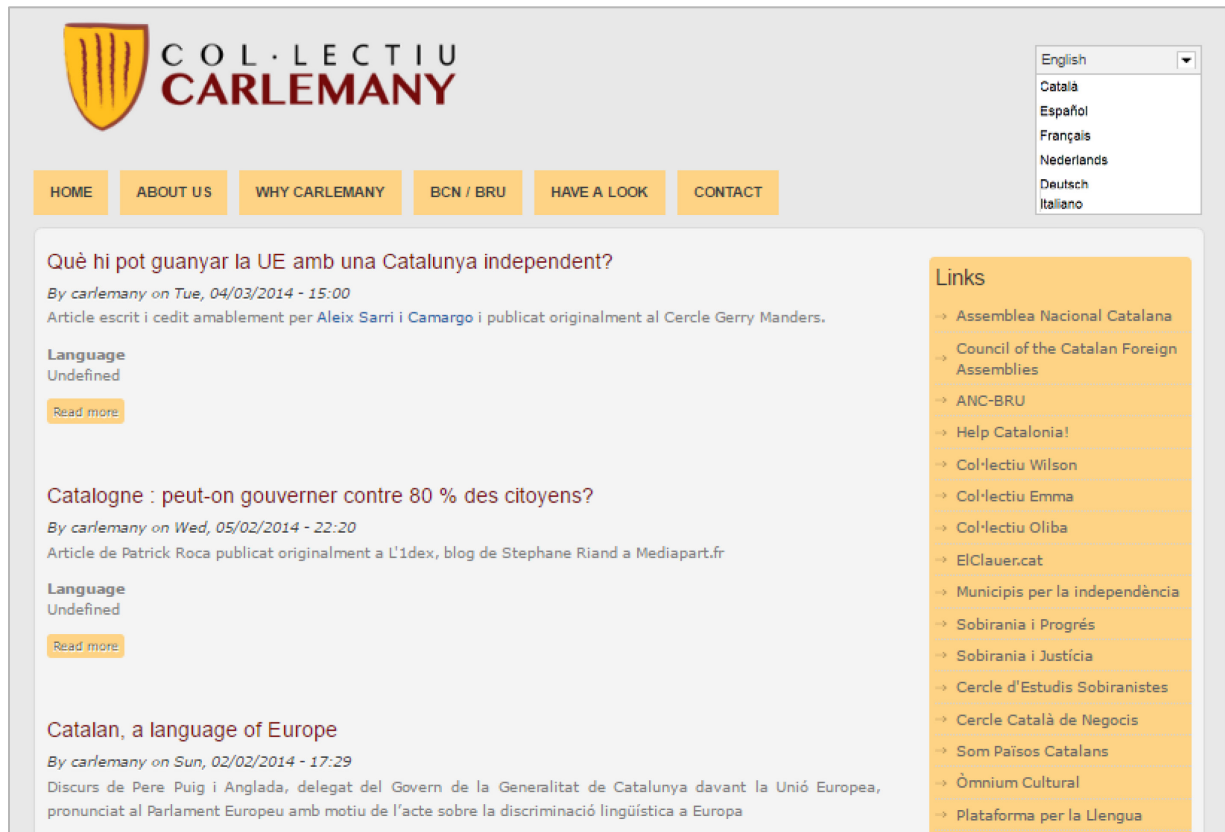 COL·LECTIU
CARLEMANY
English
Català
Español
Français
Nederlands
Deutsch
Italiano
HOME
ABOUT US
WHY CARLEMANY
BCN / BRU
HAVE A LOOK
CONTACT
Què hi pot guanyar la UE amb una Catalunya independent?
By carlemany on Tue, 04/03/2014 - 15:00
Article escrit i cedit amablement per Aleix Sarri i Camargo i publicat originalment al Cercle Gerry Manders.
Language
Undefined
Read more
Catalogne : peut-on gouverner contre 80 % des citoyens?
By carlemany on Wed, 05/02/2014 - 22:20
Article de Patrick Roca publicat originalment a L'1dex, blog de Stephane Riand a Mediapart.fr
Language
Undefined
Read more
Catalan, a language of Europe
By carlemany on Sun, 02/02/2014 - 17:29
Discurs de Pere Puig i Anglada, delegat del Govern de la Generalitat de Catalunya davant la Unió Europea,
pronunciat al Parlament Europeu amb motiu de l’acte sobre la discriminació lingüística a Europa
Links
Assemblea Nacional Catalana
Council of the Catalan Foreign
Assemblies
ANC-BRU
Help Catalonia!
Col·lectiu Wilson
Col·lectiu Emma
Col·lectiu Oliba
ElClauer.cat
Municipis per la independència
Sobirania i Progrés
Sobirania i Justícia
Cercle d'Estudis Sobiranistes
Cercle Català de Negocis
Som Països Catalans
Òmnium Cultural
Plataforma per la Llengua